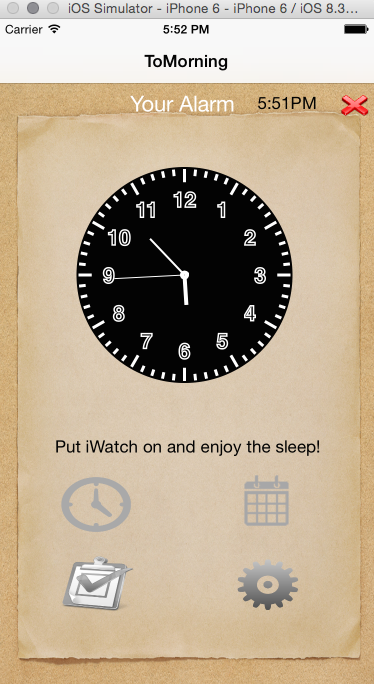 iOS Simulator - iPhone 6 - iPhone 6 / iOS 8.3...
Carrier 5:52 PM
ToMorning
Your Alarm 5:51PM
12
11 1
10 2
9 3
8 4
7 5
6
Put iWatch on and enjoy the sleep!